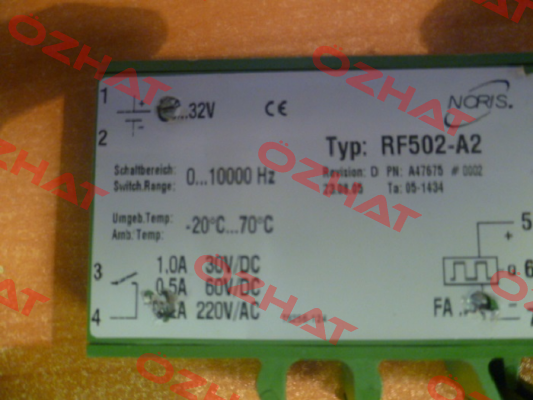 OZHAT
1
+
...32V
CE
NORIS.
2
Typ: RF502-A2
Schaltbereich:
Switch.Range: 0...10000 Hz
Revision: D PN: A47675 # 0002
23.08.05 Ta: 05-1434
Umgeb.Temp:
Amb.Temp: -20°C...70°C
5
+
6
3
1.0A 30V/DC
0.5A 60V/DC
4
220V/AC
FA
-
7